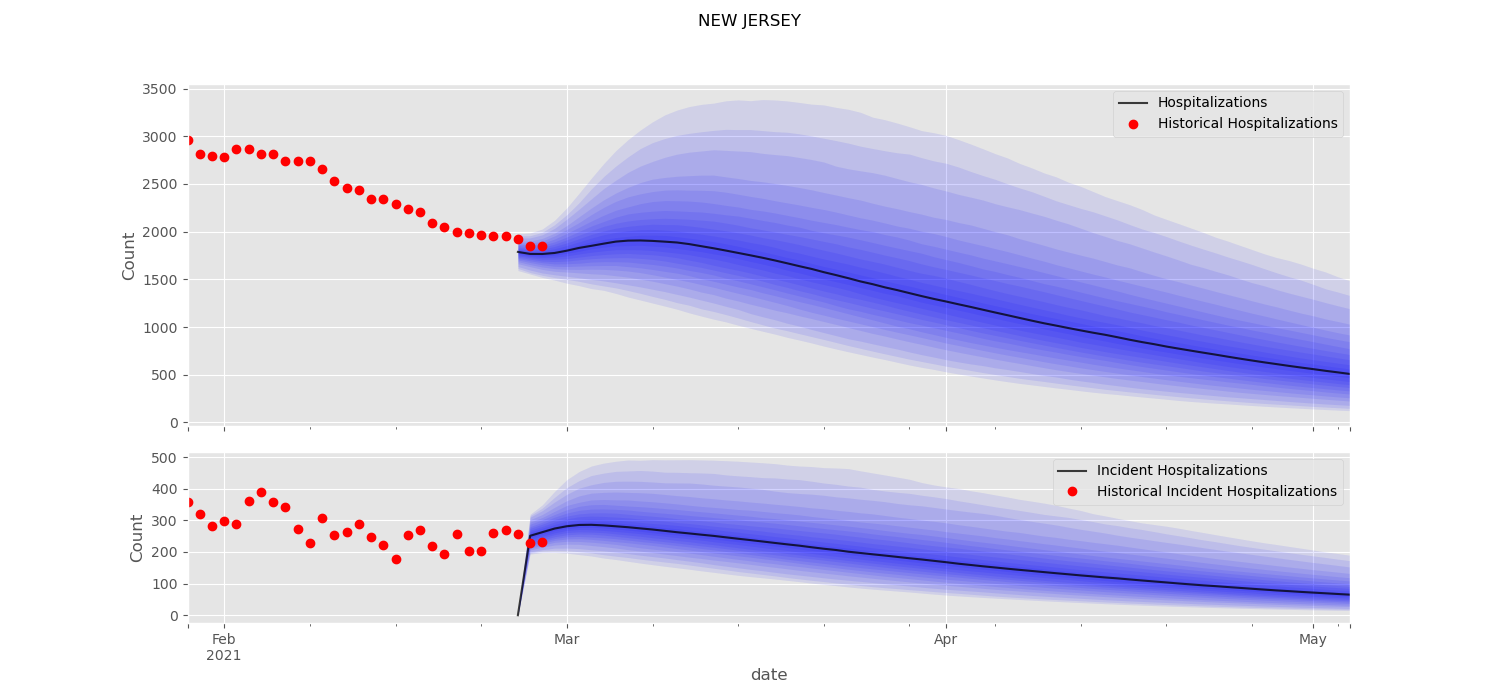 NEW JERSEY
Hospitalizations
Historical Hospitalizations
3500
3000
2500
2000
1500
1000
500
0
Count
Incident Hospitalizations
Historical Incident Hospitalizations
500
400
300
200
100
0
Count
Feb Mar Apr May
2021
date